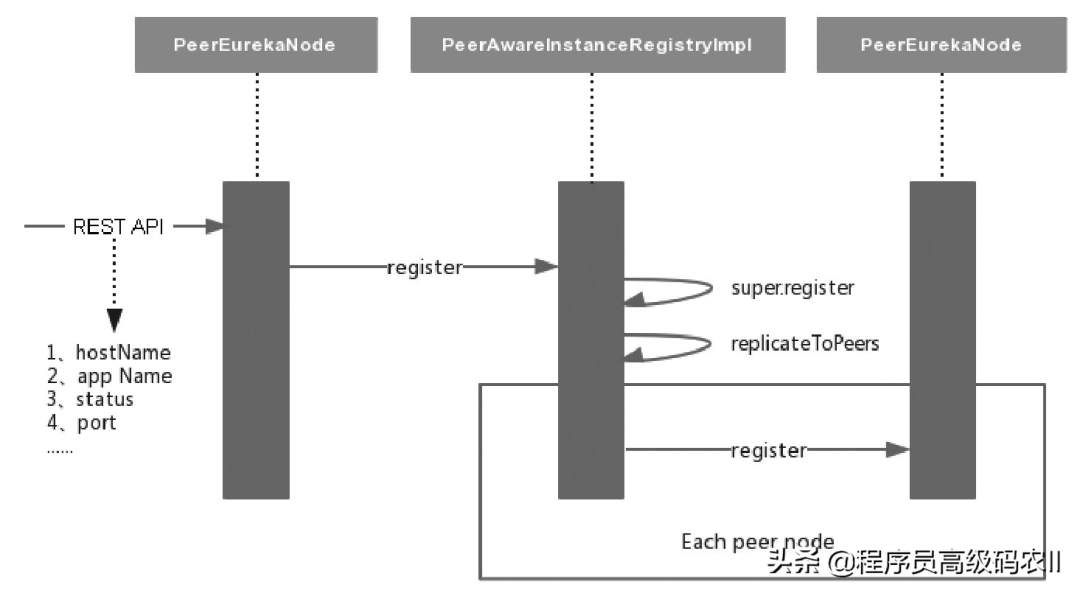 PeerEurekaNode
PeerAwareInstanceRegistryImpl
PeerEurekaNode
REST API
register
super.register
replicateToPeers
1、hostName
2、app Name
3、status
4、port
......
register
Each peer node
头条 @程序员高级码农II